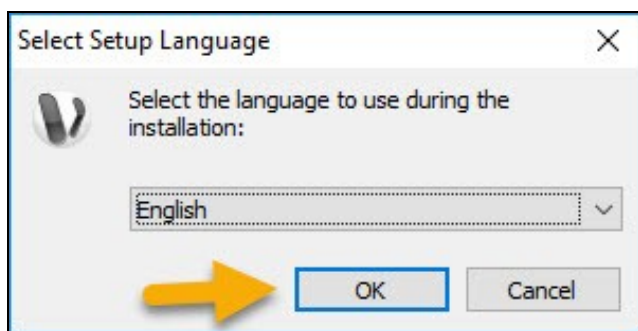 Select Setup Language
Select the language to use during the
installation:
English
OK
Cancel